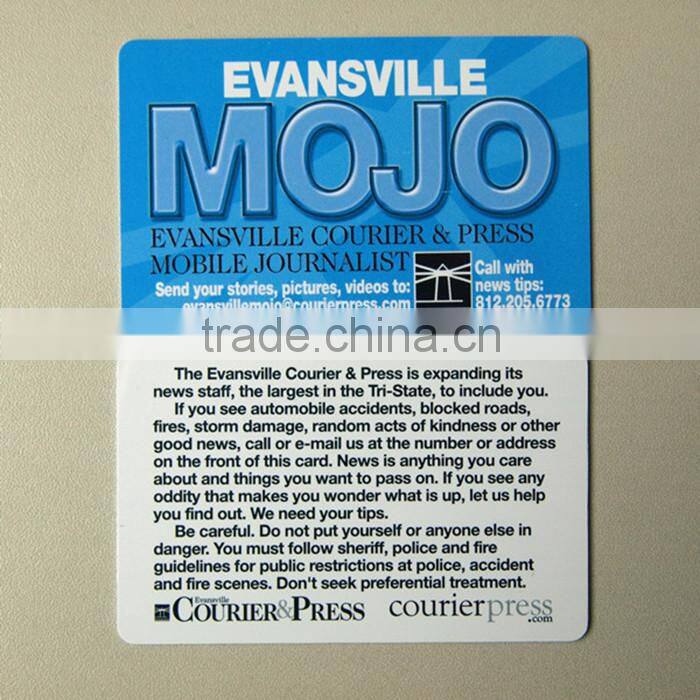 EVANSVILLE
MOJO
EVANSVILLE COURIER & PRESS
MOBILE JOURNALIST
Send your stories, pictures, videos to:
evansvillemojo@courierpress.com
Call with
news tips:
812.205.6773
trade.china.cn
The Evansville Courier & Press is expanding its
news staff, the largest in the Tri-State, to include you.
If you see automobile accidents, blocked roads,
fires, storm damage, random acts of kindness or other
good news, call or e-mail us at the number or address
on the front of this card. News is anything you care
about and things you want to pass on. If you see any
oddity that makes you wonder what is up, let us help
you find out. We need your tips.
Be careful. Do not put yourself or anyone else in
danger. You must follow sheriff, police and fire
guidelines for public restrictions at police, accident
and fire scenes. Don't seek preferential treatment.
Evansville
COURIER&PRESS
courierpress
.com